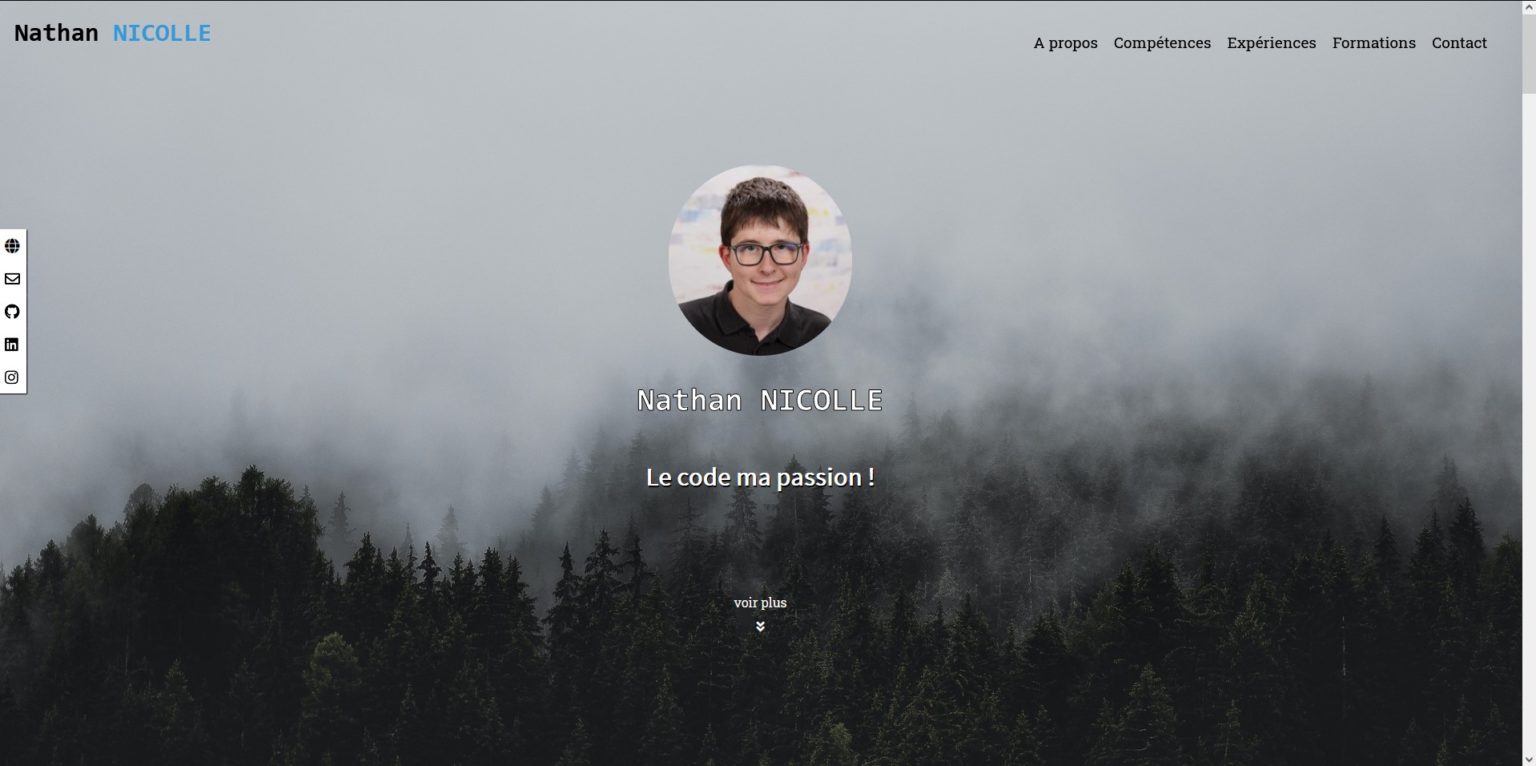 Nathan NICOLLE
A propos Compétences Expériences Formations Contact
Nathan NICOLLE
Le code ma passion !
voir plus